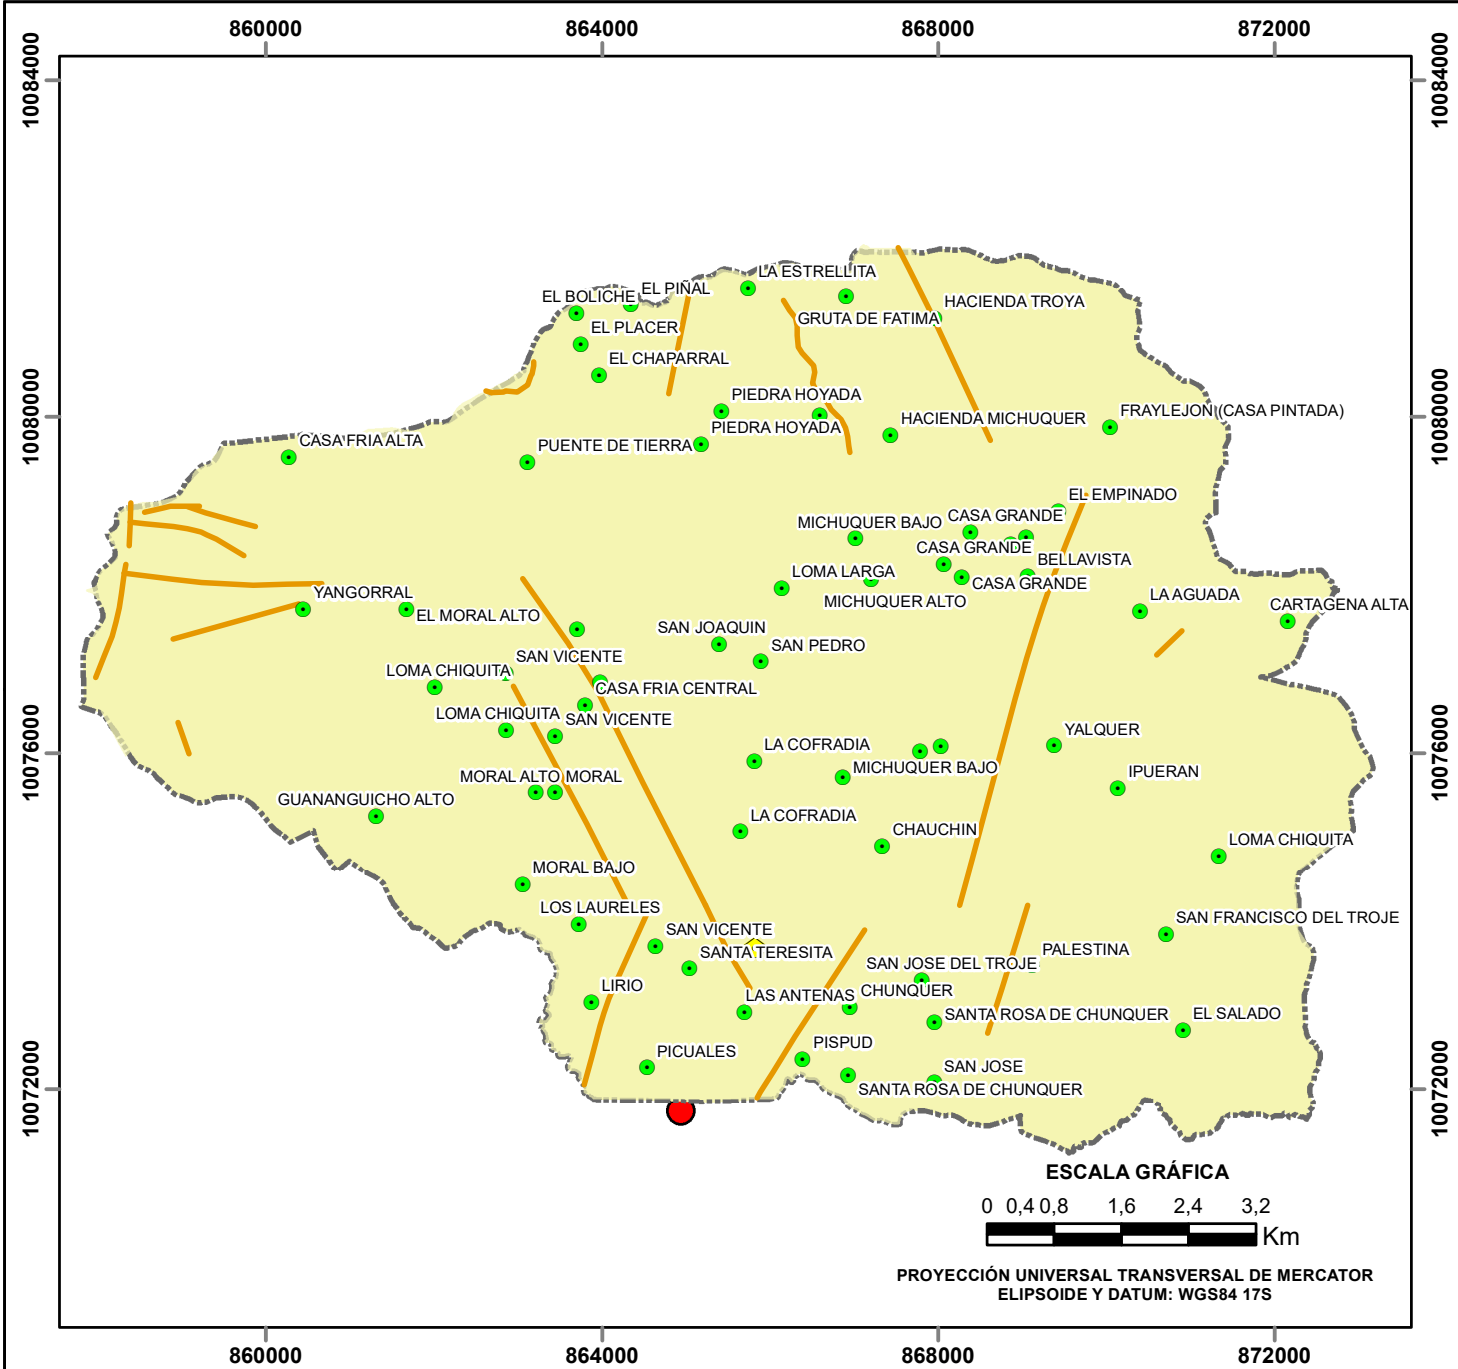 860000
864000
868000
872000
10084000
10084000
LA ESTRELLITA
EL PIÑAL
EL BOLICHE
HACIENDA TROYA
GRUTA DE FATIMA
EL PLACER
EL CHAPARRAL
PIEDRA HOYADA
FRAYLEJON (CASA PINTADA)
10080000
10080000
HACIENDA MICHUQUER
PIEDRA HOYADA
CASA FRIA ALTA
PUENTE DE TIERRA
EL EMPINADO
CASA GRANDE
MICHUQUER BAJO
CASA GRANDE
BELLAVISTA
LOMA LARGA
CASA GRANDE
YANGORRAL
LA AGUADA
MICHUQUER ALTO
CARTAGENA ALTA
EL MORAL ALTO
SAN JOAQUIN
SAN PEDRO
SAN VICENTE
LOMA CHIQUITA
CASA FRIA CENTRAL
LOMA CHIQUITA
SAN VICENTE
YALQUER
LA COFRADIA
10076000
10076000
MICHUQUER BAJO
IPUERAN
MORAL ALTO
MORAL
GUANANGUICHO ALTO
LA COFRADIA
CHAUCHIN
LOMA CHIQUITA
MORAL BAJO
LOS LAURELES
SAN FRANCISCO DEL TROJE
SAN VICENTE
PALESTINA
SANTA TERESITA
SAN JOSE DEL TROJE
LIRIO
CHUNQUER
LAS ANTENAS
SANTA ROSA DE CHUNQUER
EL SALADO
PISPUD
PICUALES
SAN JOSE
SANTA ROSA DE CHUNQUER
10072000
10072000
ESCALA GRÁFICA
0 0,4 0,8 1,6 2,4 3,2
Km
PROYECCIÓN UNIVERSAL TRANSVERSAL DE MERCATOR
ELIPSOIDE Y DATUM: WGS84 17S
860000
864000
868000
872000